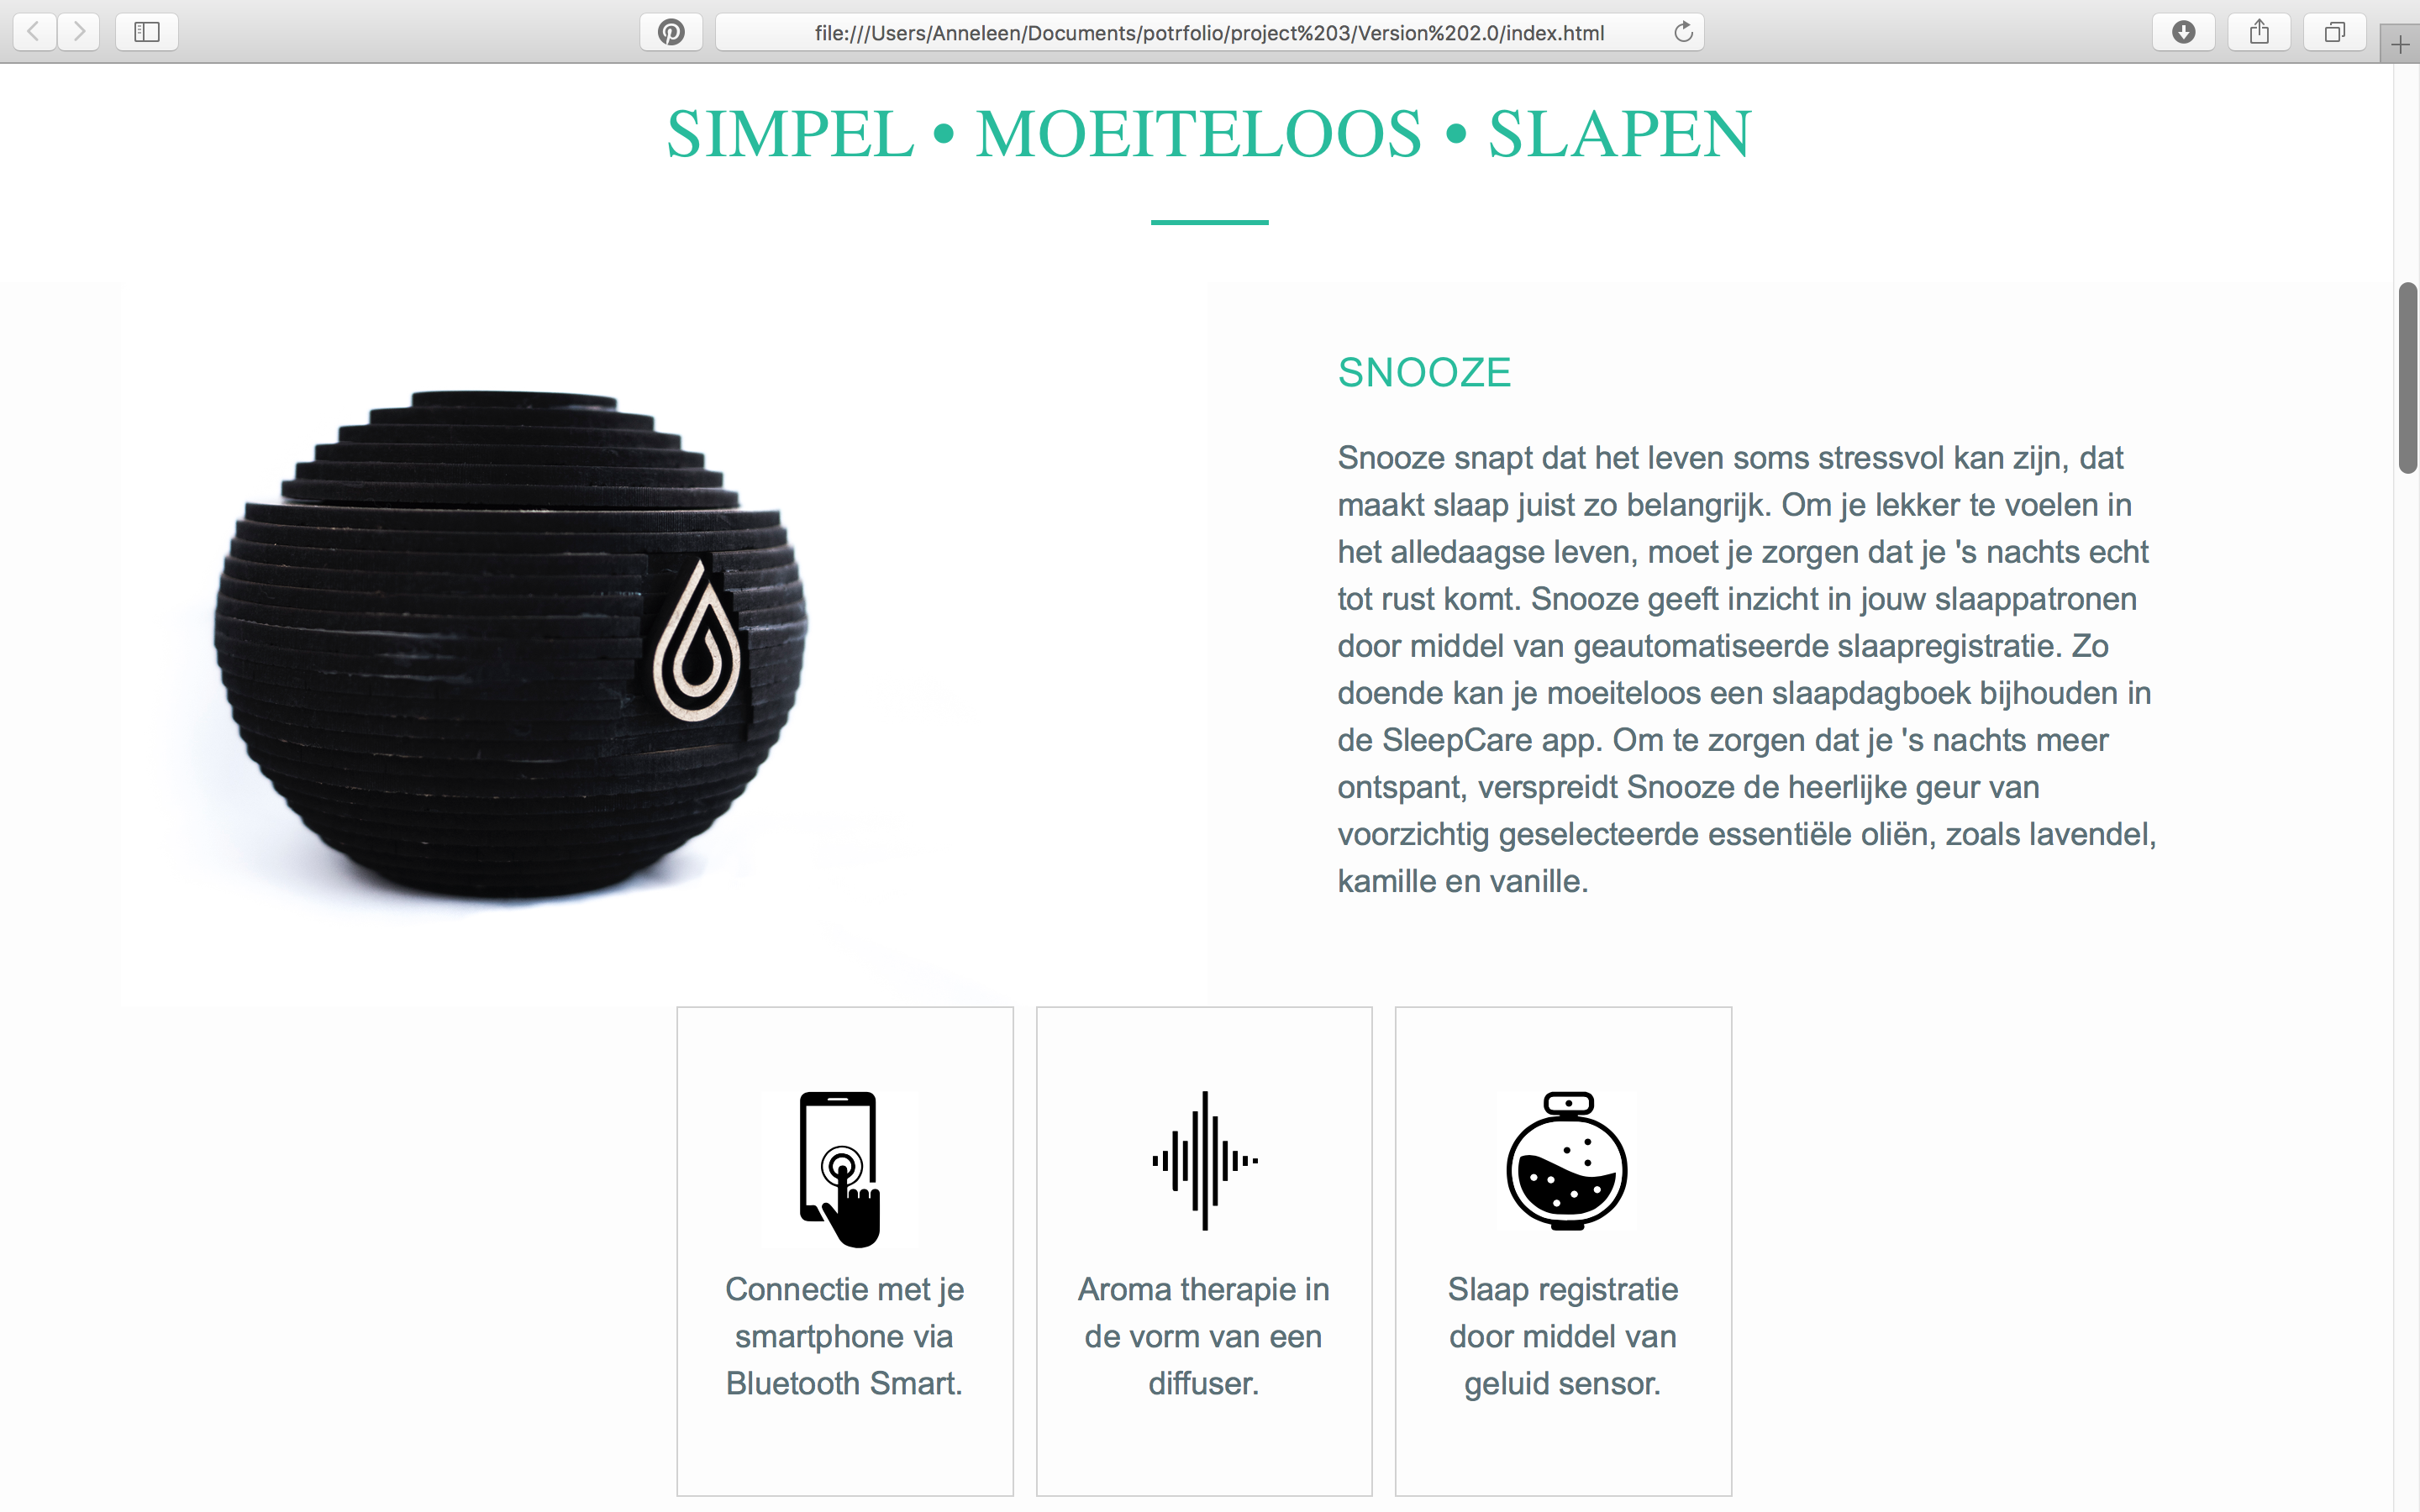 file:///Users/Anneleen/Documents/potrfolio/project%203/Version%202.0/index.html
SIMPEL • MOEITELOOS • SLAPEN
SNOOZE
Snooze snapt dat het leven soms stressvol kan zijn, dat
maakt slaap juist zo belangrijk. Om je lekker te voelen in
het alledaagse leven, moet je zorgen dat je 's nachts echt
tot rust komt. Snooze geeft inzicht in jouw slaappatronen
door middel van geautomatiseerde slaapregistratie. Zo
doende kan je moeiteloos een slaapdagboek bijhouden in
de SleepCare app. Om te zorgen dat je 's nachts meer
ontspant, verspreidt Snooze de heerlijke geur van
voorzichtig geselecteerde essentiële oliën, zoals lavendel,
kamille en vanille.
Connectie met je
smartphone via
Bluetooth Smart.
Aroma therapie in
de vorm van een
diffuser.
Slaap registratie
door middel van
geluid sensor.